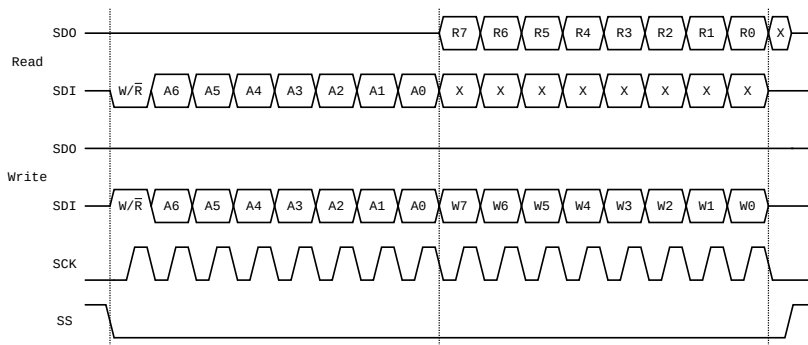 SDO R7 R6 R5 R4 R3 R2 R1 R0 X
Read
SDI W/R̅ A6 A5 A4 A3 A2 A1 A0 X X X X X X X X
SDO
Write
SDI W/R̅ A6 A5 A4 A3 A2 A1 A0 W7 W6 W5 W4 W3 W2 W1 W0
SCK
SS